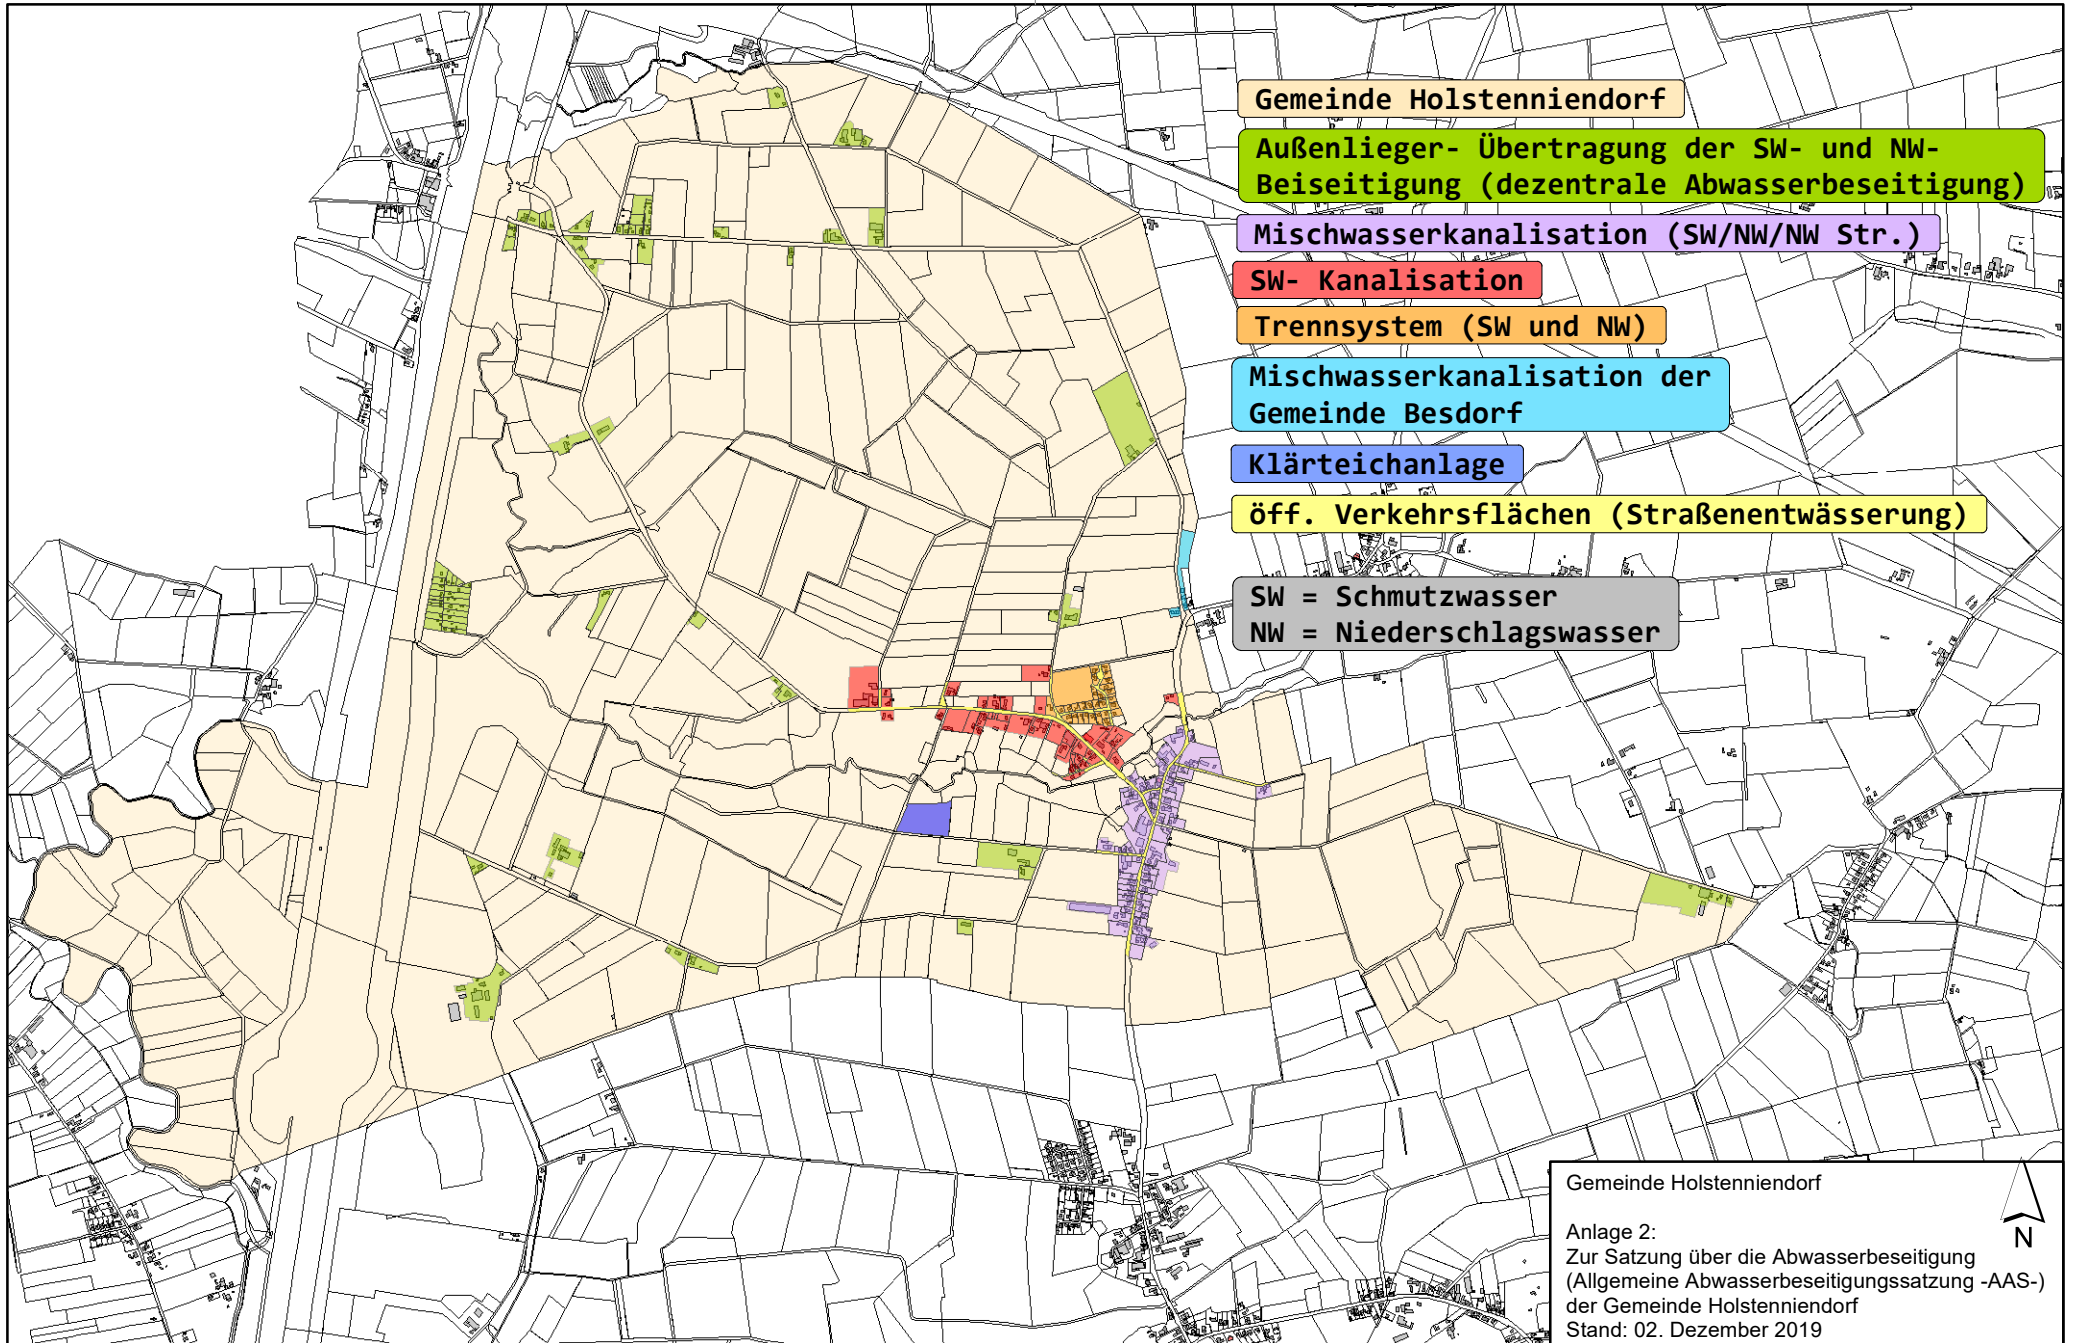 Gemeinde Holstenniendorf
Außenlieger- Übertragung der SW- und NW-
Beiseitigung (dezentrale Abwasserbeseitigung)
Mischwasserkanalisation (SW/NW/NW Str.)
SW- Kanalisation
Trennsystem (SW und NW)
Mischwasserkanalisation der
Gemeinde Besdorf
Klärteichanlage
öff. Verkehrsflächen (Straßenentwässerung)
SW = Schmutzwasser
NW = Niederschlagswasser
Gemeinde Holstenniendorf
Anlage 2:
Zur Satzung über die Abwasserbeseitigung
(Allgemeine Abwasserbeseitigungssatzung -AAS-)
der Gemeinde Holstenniendorf
Stand: 02. Dezember 2019
N